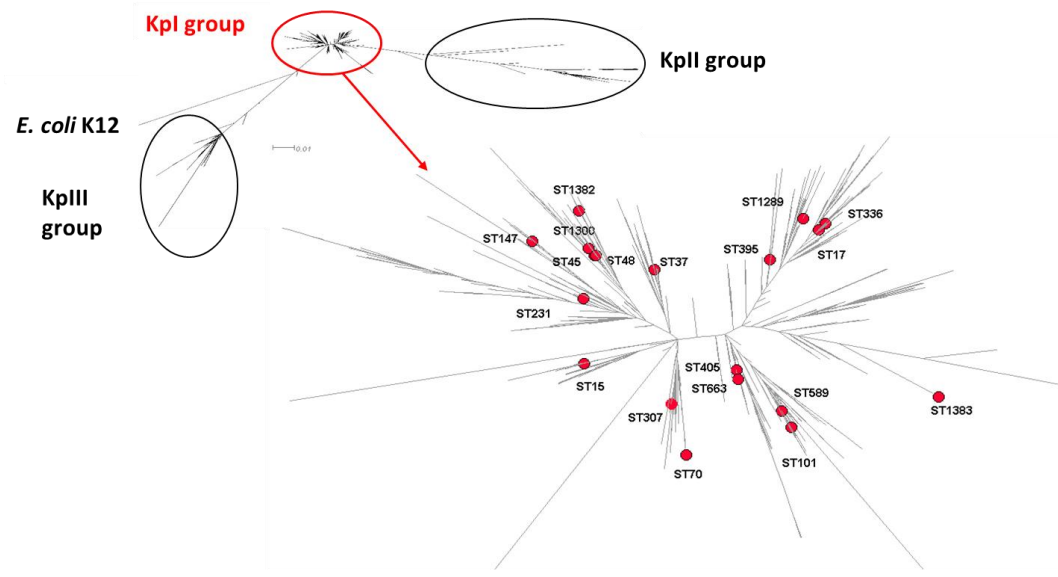 KpI group
KpII group
E. coli K12
0.01
KpIII
group
ST1382
ST1289
ST336
ST1300
ST147
ST45
ST48
ST37
ST395
ST17
ST231
ST15
ST405
ST663
ST589
ST307
ST1383
ST101
ST70